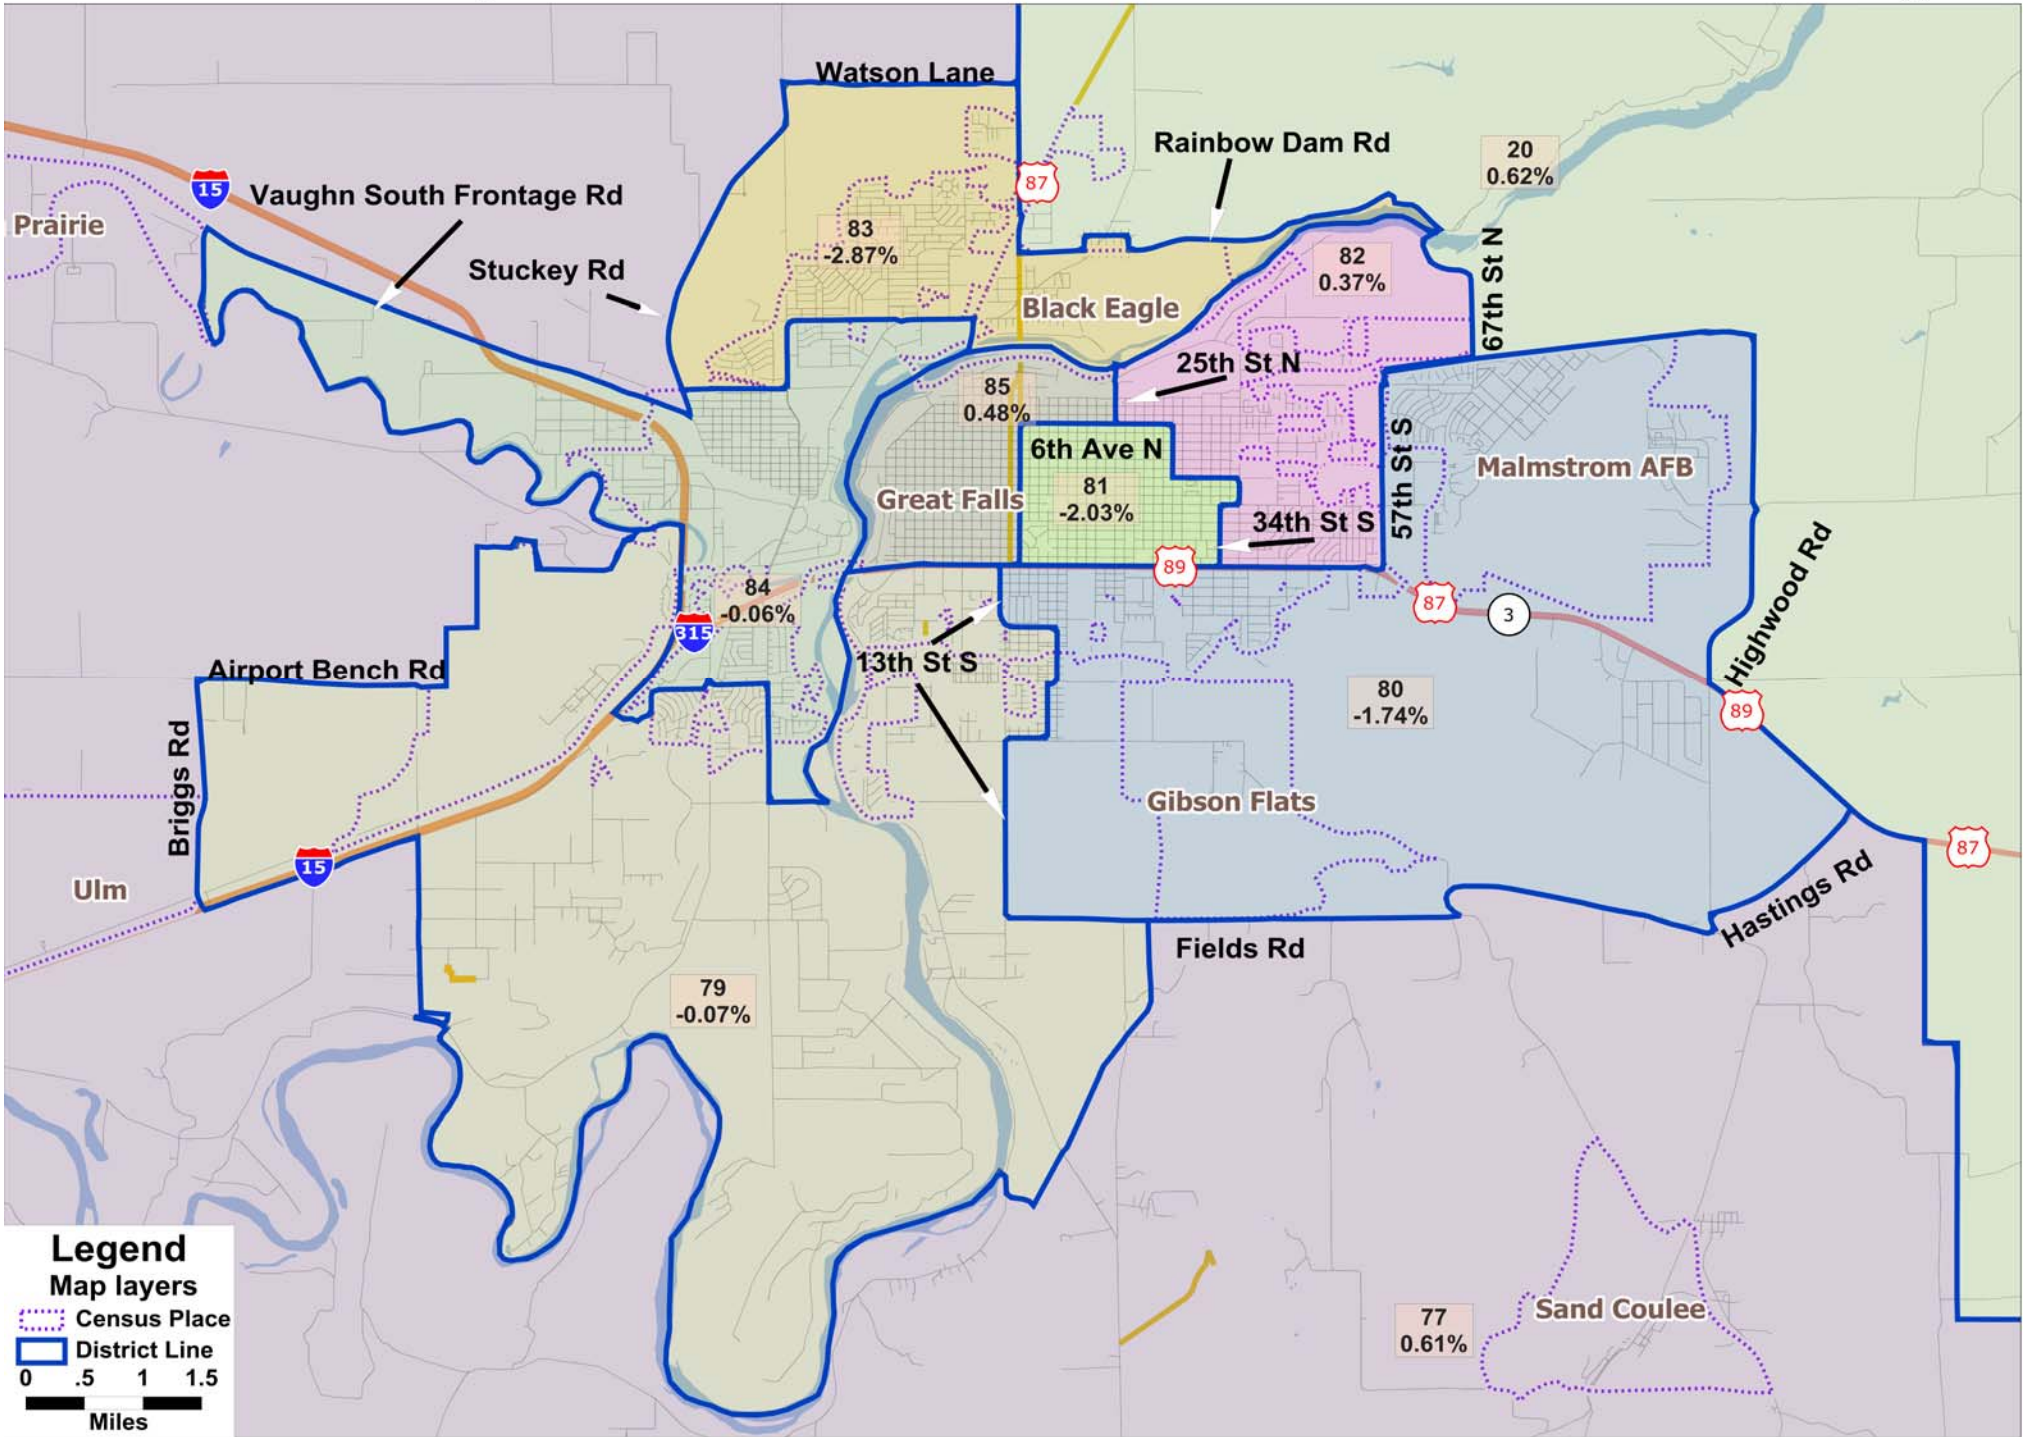 Watson Lane
Rainbow Dam Rd
20
0.62%
15
87
Vaughn South Frontage Rd
Prairie
83
-2.87%
82
0.37%
67th St N
Stuckey Rd
Black Eagle
25th St N
85
0.48%
6th Ave N
57th St S
Malmstrom AFB
81
-2.03%
Great Falls
34th St S
89
84
-0.06%
87
3
Highwood Rd
315
Airport Bench Rd
13th St S
80
-1.74%
89
Briggs Rd
Gibson Flats
87
15
Ulm
Hastings Rd
Fields Rd
79
-0.07%
Legend
Map layers
Census Place
District Line
0 .5 1 1.5
Miles
77
0.61%
Sand Coulee